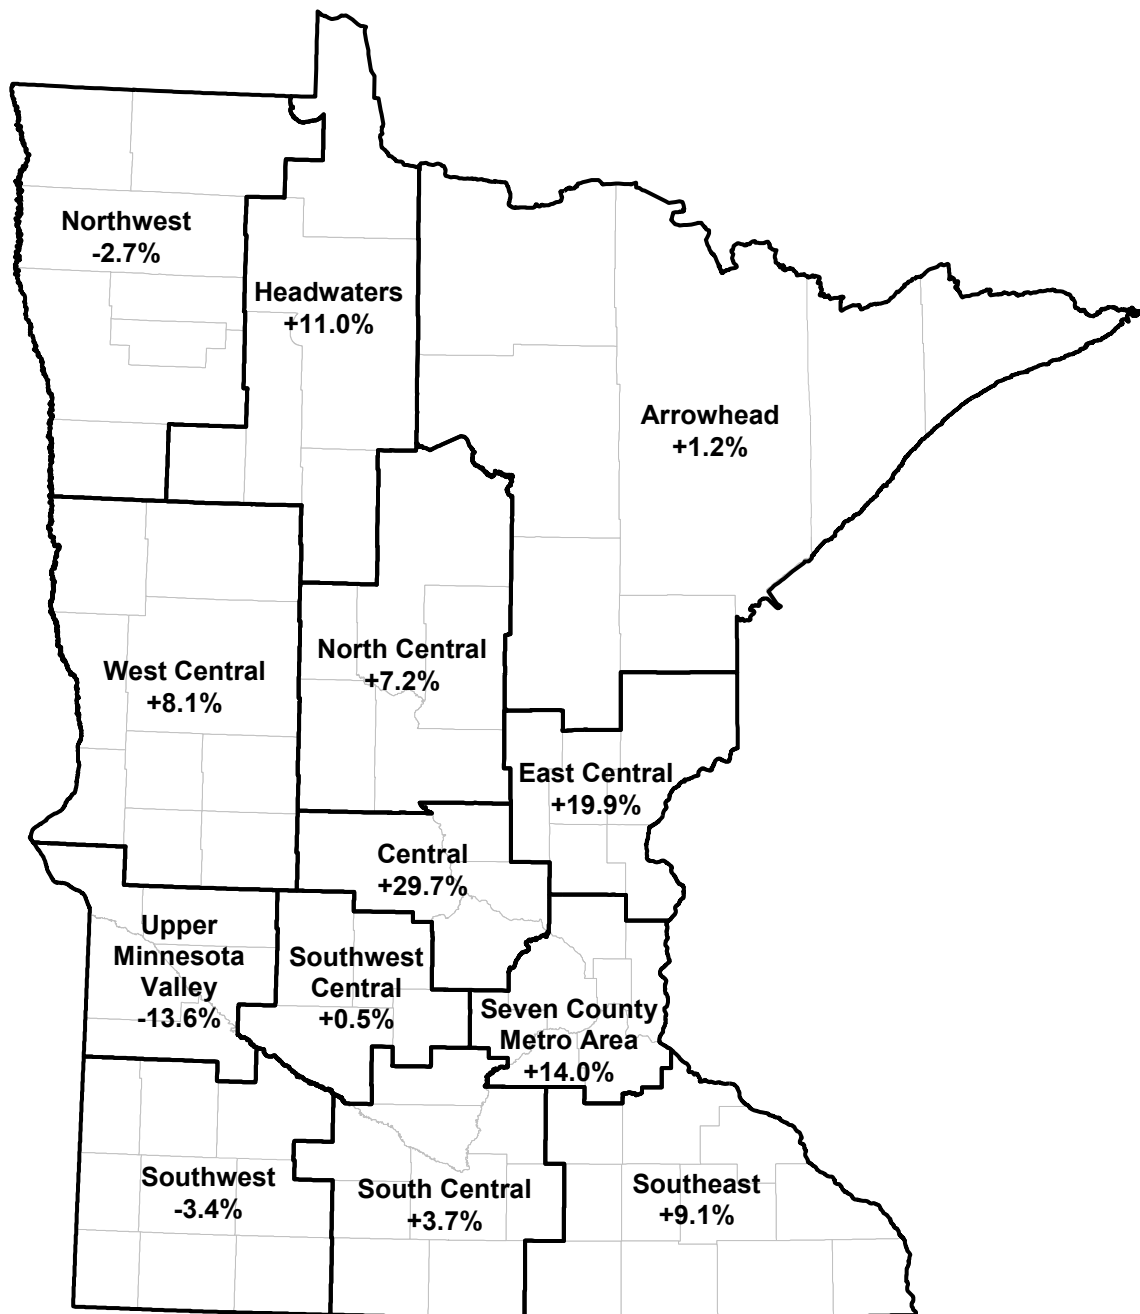 Northwest
-2.7%
Headwaters
+11.0%
Arrowhead
+1.2%
West Central
+8.1%
North Central
+7.2%
East Central
+19.9%
Central
+29.7%
Upper
Minnesota
Valley
-13.6%
Southwest
Central
+0.5%
Seven County
Metro Area
+14.0%
Southwest
-3.4%
South Central
+3.7%
Southeast
+9.1%